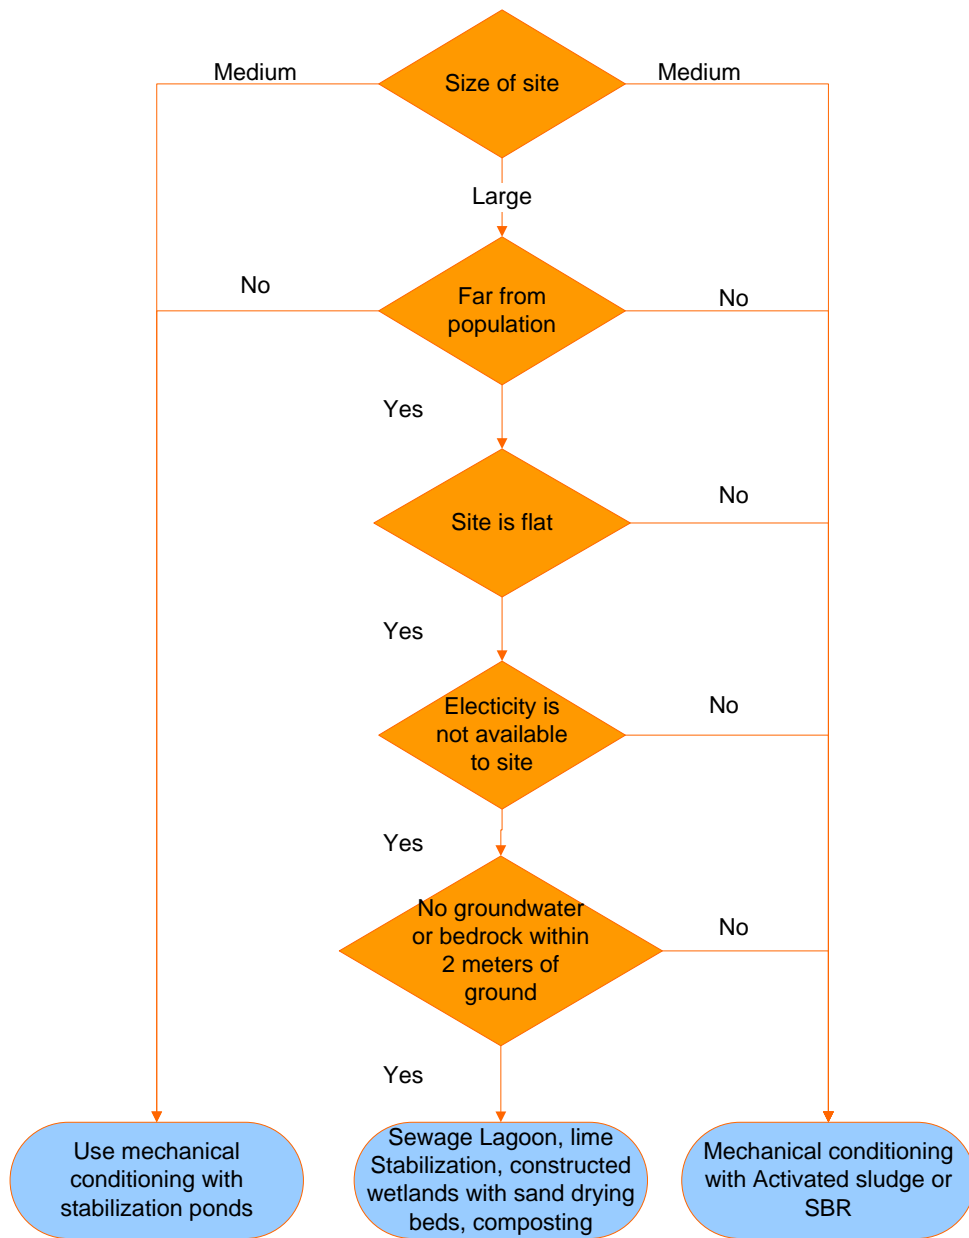 Medium
Size of site
Medium
Large
No
Far from
population
No
Yes
Site is flat
No
Yes
Electicity is
not available
to site
No
Yes
No groundwater
or bedrock within
2 meters of
ground
No
Yes
Use mechanical
conditioning with
stabilization ponds
Sewage Lagoon, lime
Stabilization, constructed
wetlands with sand drying
beds, composting
Mechanical conditioning
with Activated sludge or
SBR